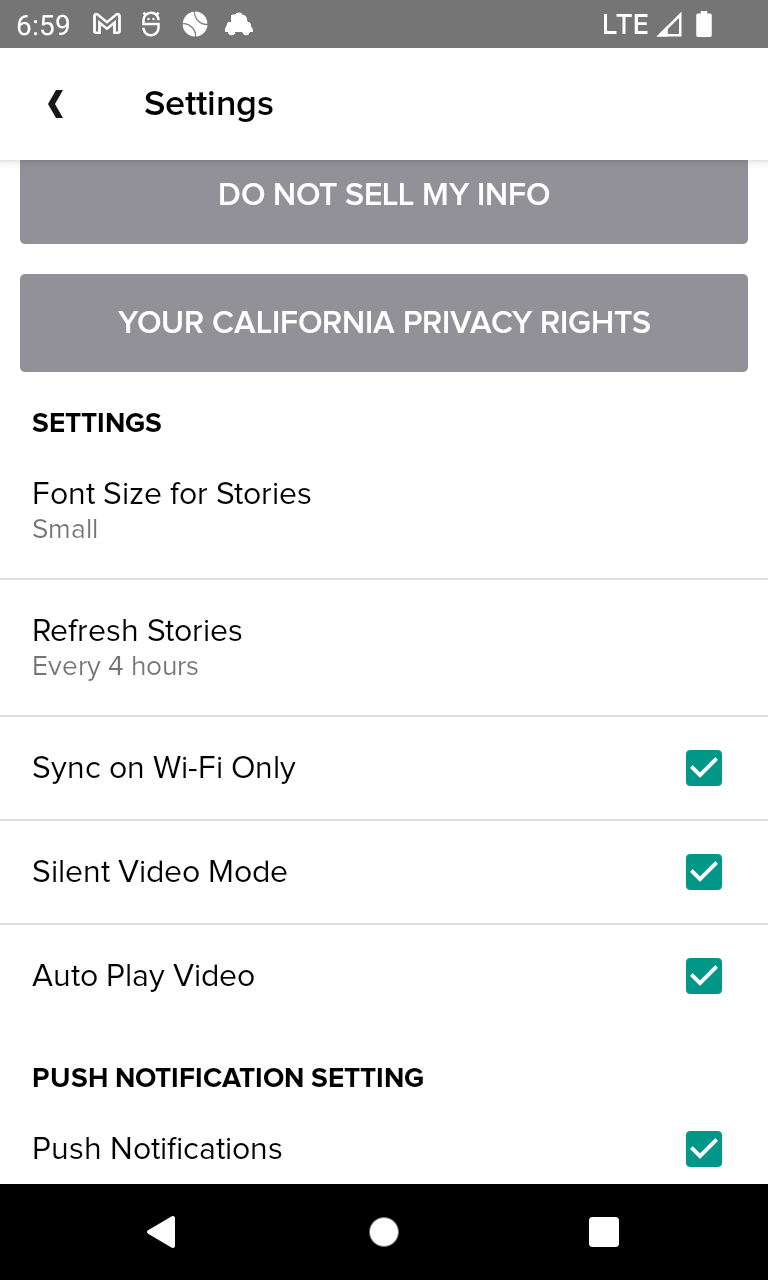 6:59 LTE
Settings
DO NOT SELL MY INFO
YOUR CALIFORNIA PRIVACY RIGHTS
SETTINGS
Font Size for Stories
Small
Refresh Stories
Every 4 hours
Sync on Wi-Fi Only
Silent Video Mode
Auto Play Video
PUSH NOTIFICATION SETTING
Push Notifications